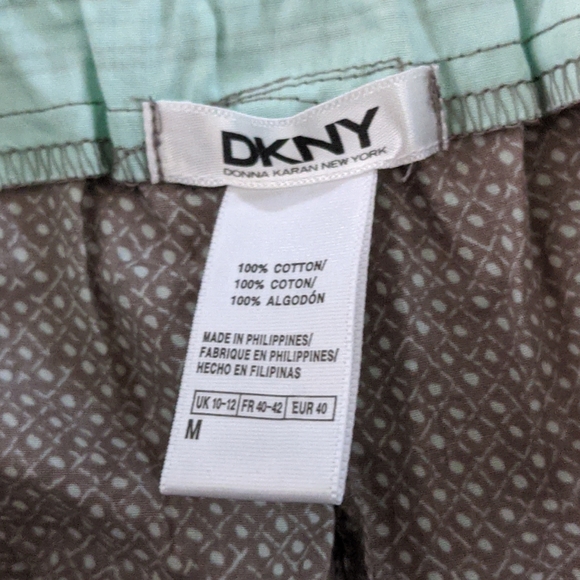 DKNY
DONNA KARAN NEW YORK
100% COTTON/
100% COTON/
100% ALGODÓN
MADE IN PHILIPPINES/
FABRIQUE EN PHILIPPINES/
HECHO EN FILIPINAS
UK 10-12 FR 40-42 EUR 40
M